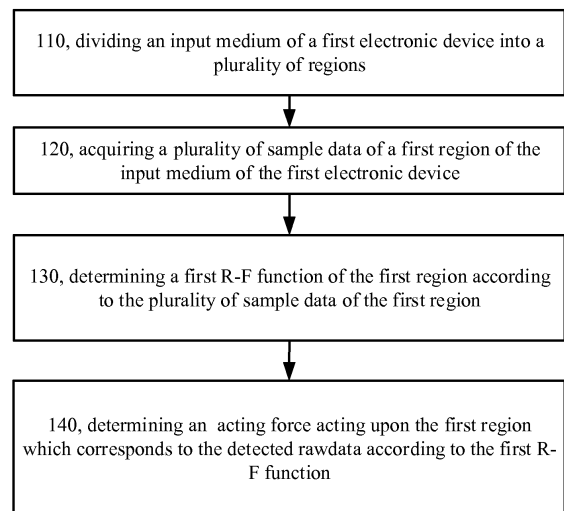 110, dividing an input medium of a first electronic device into a
plurality of regions
120, acquiring a plurality of sample data of a first region of the
input medium of the first electronic device
130, determining a first R-F function of the first region according
to the plurality of sample data of the first region
140, determining an acting force acting upon the first region
which corresponds to the detected rawdata according to the first R-
F function